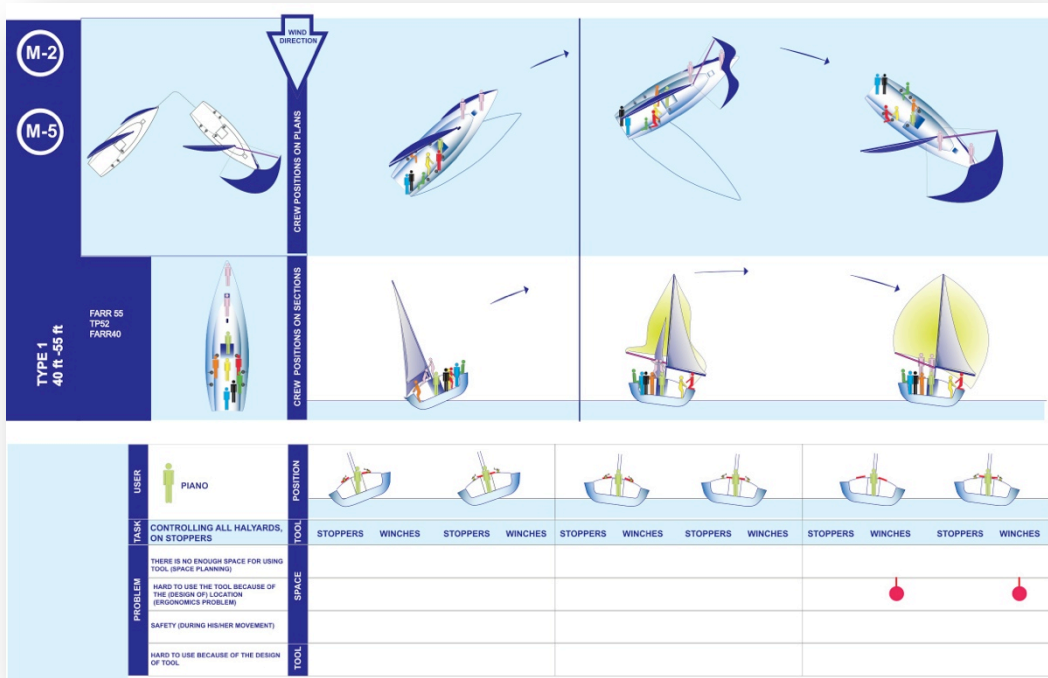 M-2
M-5
WIND
DIRECTION
CREW POSITIONS ON PLANS
TYPE 1
40 ft -55 ft
FARR 55
TP52
FARR40
CREW POSITIONS ON SECTIONS
USER
PIANO
POSITION
TASK
CONTROLLING ALL HALYARDS,
ON STOPPERS
TOOL
STOPPERS WINCHES STOPPERS WINCHES STOPPERS WINCHES STOPPERS WINCHES STOPPERS WINCHES STOPPERS WINCHES
PROBLEM
THERE IS NO ENOUGH SPACE FOR USING
TOOL (SPACE PLANNING)
HARD TO USE THE TOOL BECAUSE OF
THE (DESIGN OF) LOCATION
(ERGONOMICS PROBLEM)
SPACE
SAFETY (DURING HIS/HER MOVEMENT)
HARD TO USE BECAUSE OF THE DESIGN
OF TOOL
TOOL